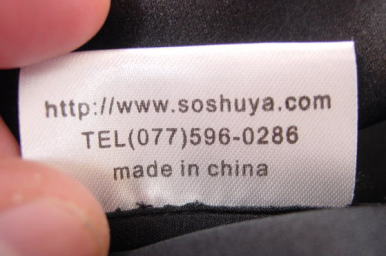 http://www.soshuya.com
TEL(077)596-0286
made in china